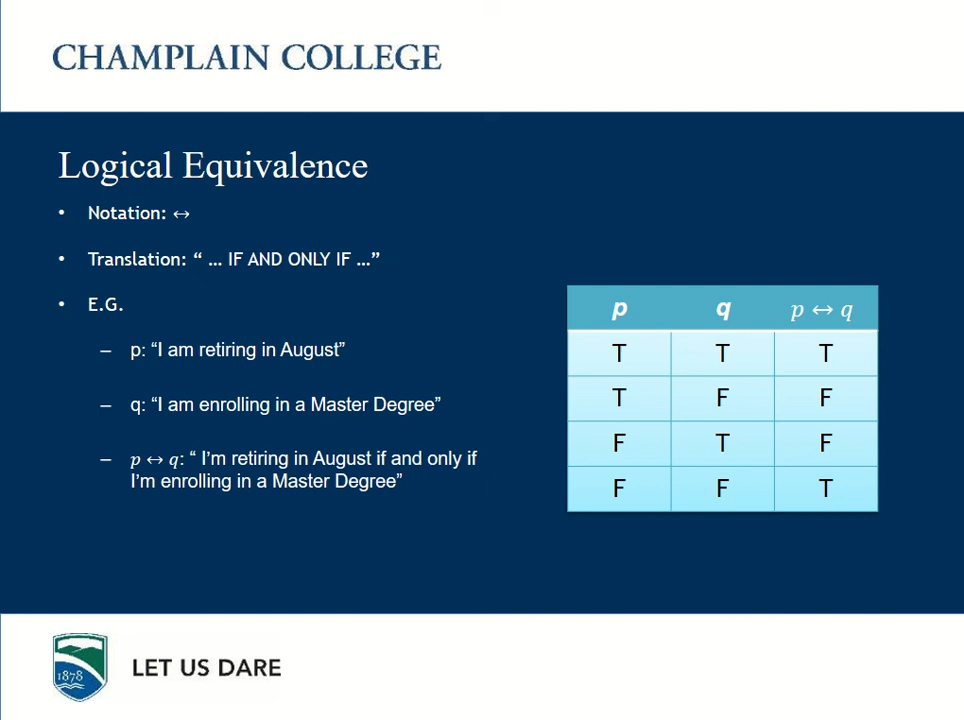 CHAMPLAIN COLLEGE
Logical Equivalence
• Notation: ↔
• Translation: “ … IF AND ONLY IF …”
• E.G.
– p: “I am retiring in August”
– q: “I am enrolling in a Master Degree”
– p ↔ q: “ I’m retiring in August if and only if
I’m enrolling in a Master Degree”
p q p ↔ q
T T T
T F F
F T F
F F T
1878
LET US DARE